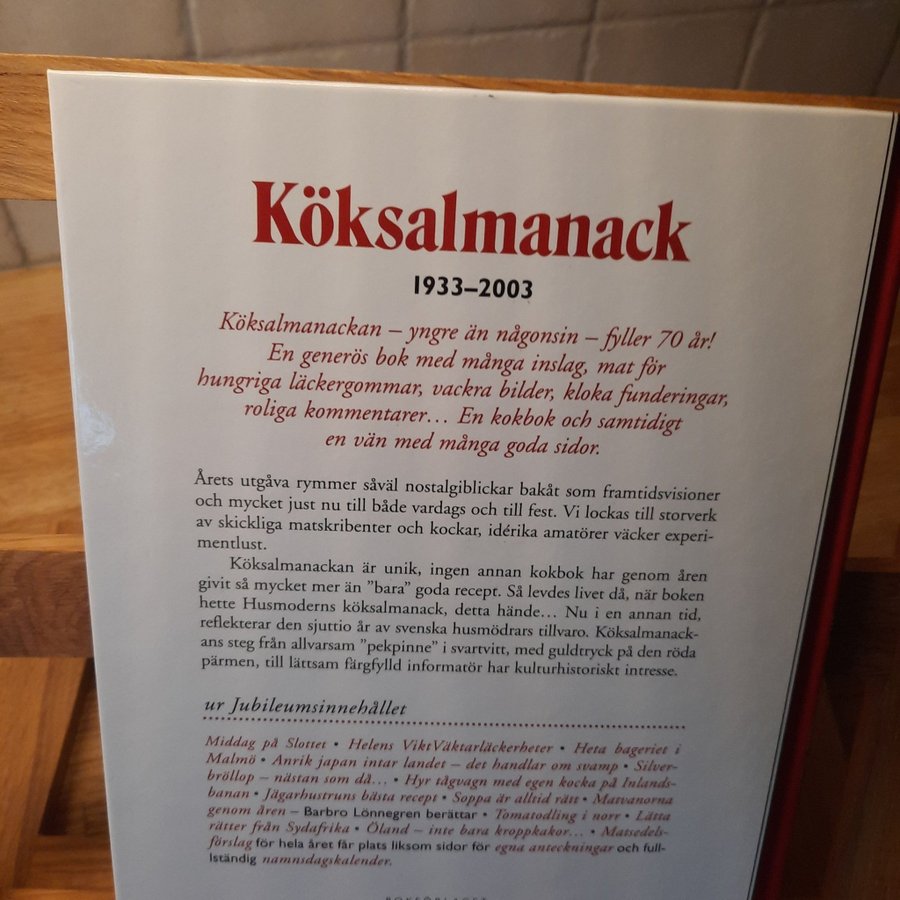 Köksalmanack
1933–2003
Köksalmanackan – yngre än någonsin – fyller 70 år!
En generös bok med många inslag, mat för
hungriga läckergommar, vackra bilder, kloka funderingar,
roliga kommentarer… En kokbok och samtidigt
en vän med många goda sidor.
Årets utgåva rymmer såväl nostalgiblickar bakåt som framtidsvisioner
och mycket just nu till både vardags och till fest. Vi lockas till storverk
av skickliga matskribenter och kockar, idérika amatörer väcker experi-
mentlust.
Köksalmanackan är unik, ingen annan kokbok har genom åren
givit så mycket mer än ”bara” goda recept. Så levdes livet då, när boken
hette Husmoderns köksalmanack, detta hände… Nu i en annan tid,
reflekterar den sjuttio år av svenska husmödrars tillvaro. Köksalmanack-
ans steg från allvarsam ”pekpinne” i svartvitt, med guldtryck på den röda
pärmen, till lättsam färgfylld informatör har kulturhistoriskt intresse.
ur Jubileumsinnehållet
Middag på Slottet • Helens ViktVäktarläckerheter • Heta bageriet i
Malmö • Anrik japan intar landet – det handlar om svamp • Silver-
bröllop – nästan som då… • Hyr tågvagn med egen kocka på Inlands-
banan • Jägarhustruns bästa recept • Soppa är alltid rätt • Matvanorna
genom åren – Barbro Lönnegren berättar • Tomatodling i norr • Lätta
rätter från Sydafrika • Öland – inte bara kroppkakor… • Matsedels-
förslag för hela året får plats liksom sidor för egna anteckningar och full-
ständig namnsdagskalender.